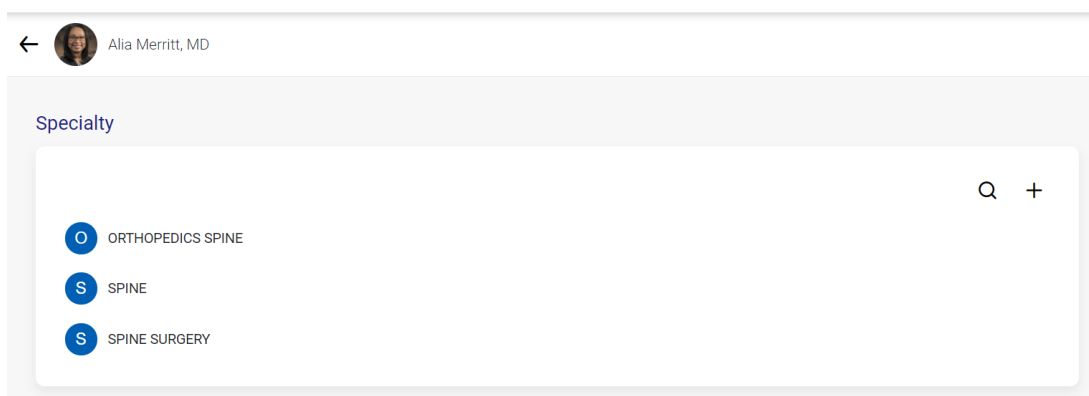 Alia Merritt, MD
Specialty
O ORTHOPEDICS SPINE
S SPINE
S SPINE SURGERY